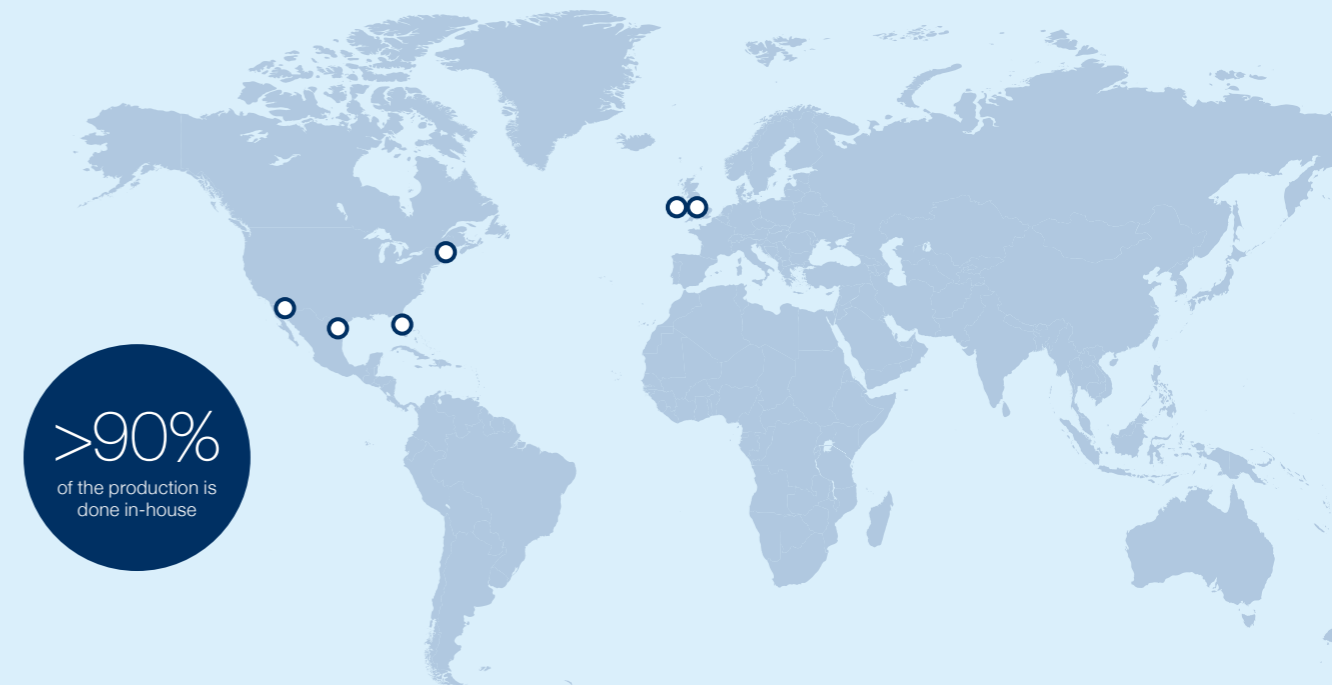 >90%
of the production is
done in-house